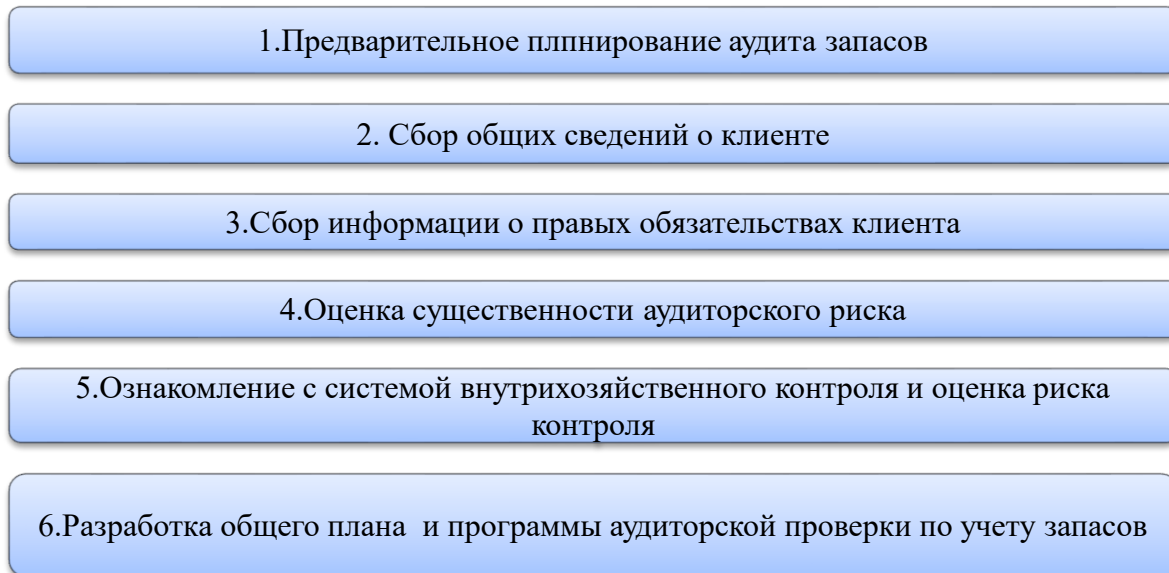 1.Предварительное плпнирование аудита запасов
2. Сбор общих сведений о клиенте
3.Сбор информации о правых обязательствах клиента
4.Оценка существенности аудиторского риска
5.Ознакомление с системой внутрихозяйственного контроля и оценка риска
контроля
6.Разработка общего плана  и программы аудиторской проверки по учету запасов